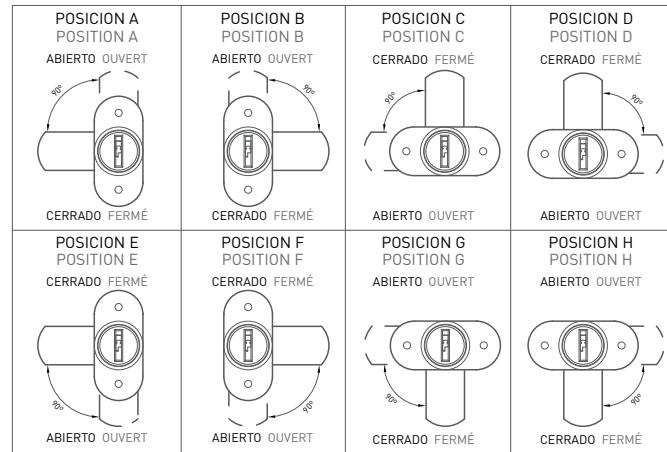 POSICION A
POSITION A
ABIERTO OUVERT
90º
CERRADO FERMÉ
POSICION B
POSITION B
ABIERTO OUVERT
90º
CERRADO FERMÉ
POSICION C
POSITION C
CERRADO FERMÉ
90º
ABIERTO OUVERT
POSICION D
POSITION D
CERRADO FERMÉ
90º
ABIERTO OUVERT
POSICION E
POSITION E
CERRADO FERMÉ
90º
ABIERTO OUVERT
POSICION F
POSITION F
CERRADO FERMÉ
90º
ABIERTO OUVERT
POSICION G
POSITION G
ABIERTO OUVERT
90º
CERRADO FERMÉ
POSICION H
POSITION H
ABIERTO OUVERT
90º
CERRADO FERMÉ